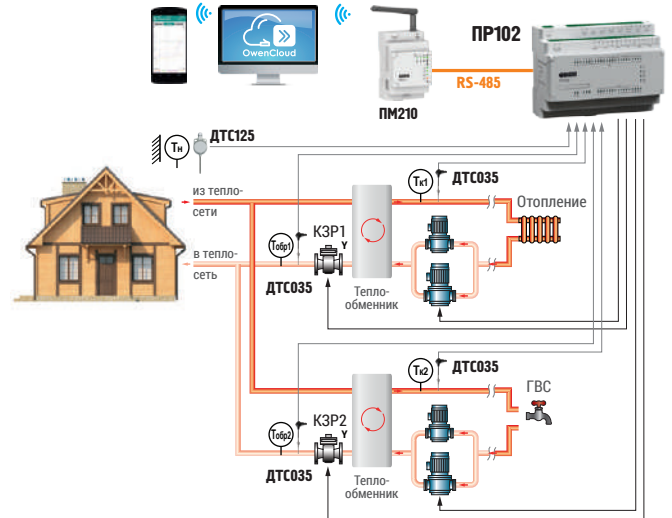 OwenCloud
ПР102
RS-485
ПМ210
Тн
ДТС125
из тепло-
сети
в тепло-
сеть
Тобр1
ДТС035
КЗР1
Y
Тепло-
обменник
Тк1
ДТС035
Отопление
Тобр2
ДТС035
КЗР2
Y
Тепло-
обменник
Тк2
ДТС035
ГВС